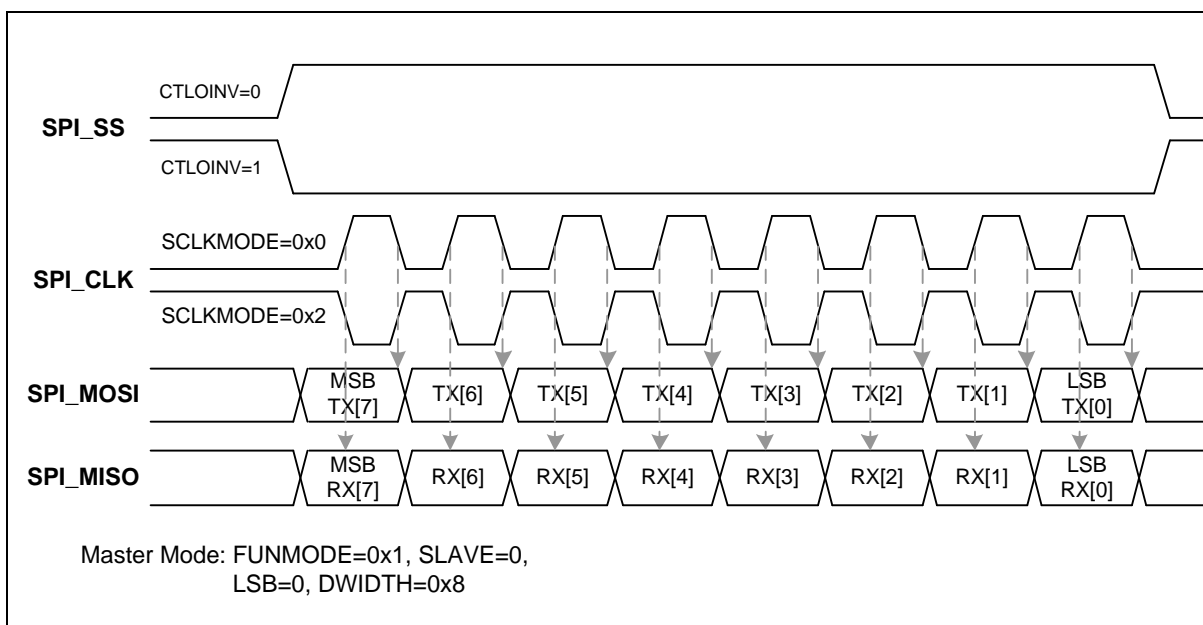 CTLOINV=0
SPI_SS
CTLOINV=1
SCLKMODE=0x0
SPI_CLK
SCLKMODE=0x2
SPI_MOSI
MSB
TX[7]
TX[6]
TX[5]
TX[4]
TX[3]
TX[2]
TX[1]
LSB
TX[0]
SPI_MISO
MSB
RX[7]
RX[6]
RX[5]
RX[4]
RX[3]
RX[2]
RX[1]
LSB
RX[0]
Master Mode: FUNMODE=0x1, SLAVE=0,
LSB=0, DWIDTH=0x8